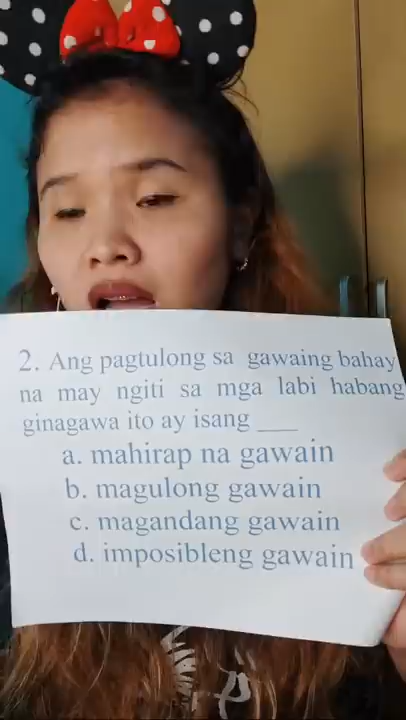 2. Ang pagtulong sa gawaing bahay
na may ngiti sa mga labi habang
ginagawa ito ay isang ____
a. mahirap na gawain
b. magulong gawain
c. magandang gawain
d. imposibleng gawain